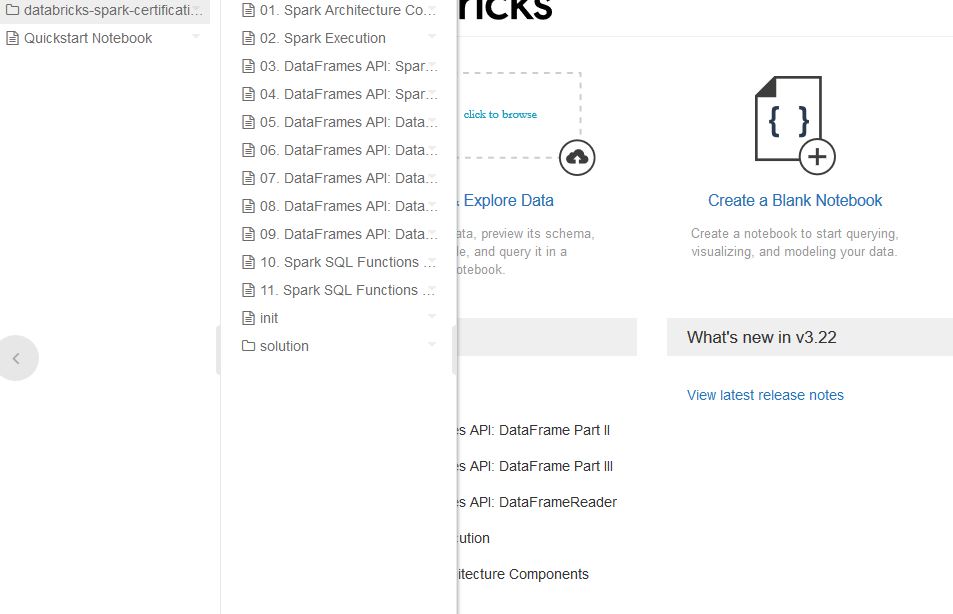 databricks-spark-certificati...
Quickstart Notebook
01. Spark Architecture Co...
02. Spark Execution
03. DataFrames API: Spar...
04. DataFrames API: Spar...
05. DataFrames API: Data...
06. DataFrames API: Data...
07. DataFrames API: Data...
08. DataFrames API: Data...
09. DataFrames API: Data...
10. Spark SQL Functions ...
11. Spark SQL Functions ...
init
solution
ricks
click to browse
Explore Data
ata, preview its schema,
le, and query it in a
otebook.
{ }
Create a Blank Notebook
Create a notebook to start querying,
visualizing, and modeling your data.
What's new in v3.22
View latest release notes
es API: DataFrame Part II
es API: DataFrame Part III
es API: DataFrameReader
cution
itecture Components